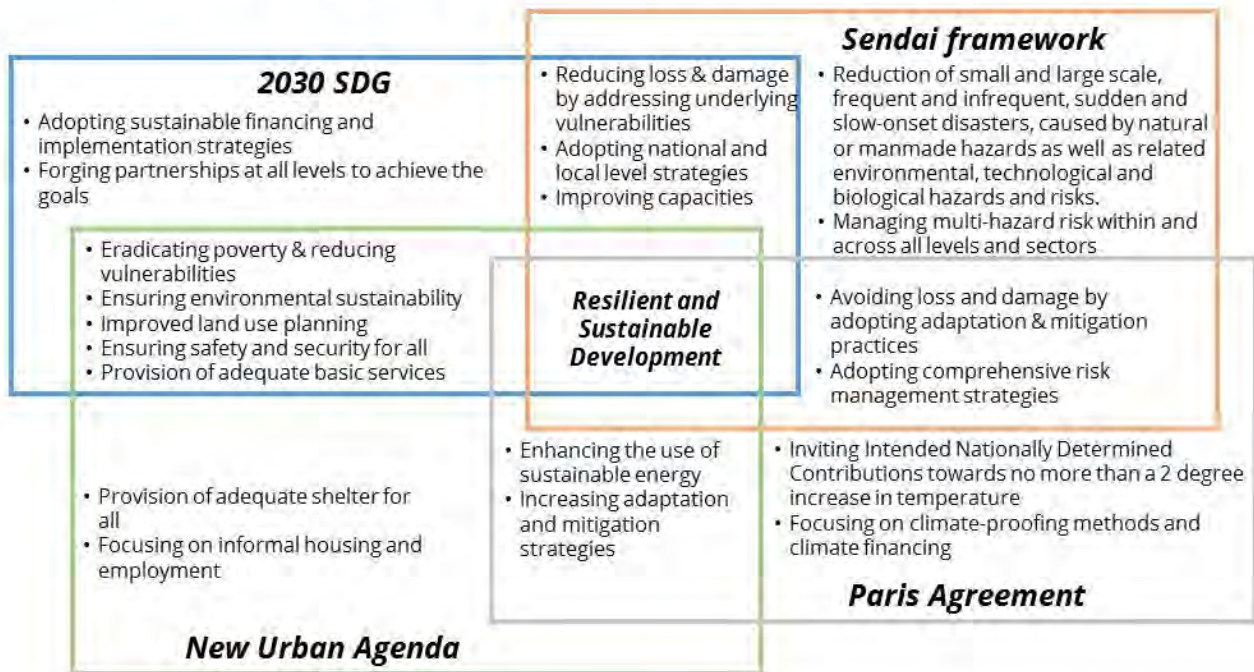 Sendai framework
2030 SDG
• Adopting sustainable financing and
implementation strategies
• Forging partnerships at all levels to achieve the
goals
• Reducing loss & damage
by addressing underlying
vulnerabilities
• Adopting national and
local level strategies
• Improving capacities
• Reduction of small and large scale,
frequent and infrequent, sudden and
slow-onset disasters, caused by natural
or manmade hazards as well as related
environmental, technological and
biological hazards and risks.
• Managing multi-hazard risk within and
across all levels and sectors
• Eradicating poverty & reducing
vulnerabilities
• Ensuring environmental sustainability
• Improved land use planning
• Ensuring safety and security for all
• Provision of adequate basic services
Resilient and
Sustainable
Development
• Avoiding loss and damage by
adopting adaptation & mitigation
practices
• Adopting comprehensive risk
management strategies
• Provision of adequate shelter for
all
• Focusing on informal housing and
employment
• Enhancing the use of
sustainable energy
• Increasing adaptation
and mitigation
strategies
• Inviting Intended Nationally Determined
Contributions towards no more than a 2 degree
increase in temperature
• Focusing on climate-proofing methods and
climate financing
Paris Agreement
New Urban Agenda